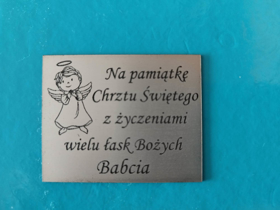 Na pamiątkę
Chrztu Świętego
z życzeniami
wielu łask Bożych
Babcia